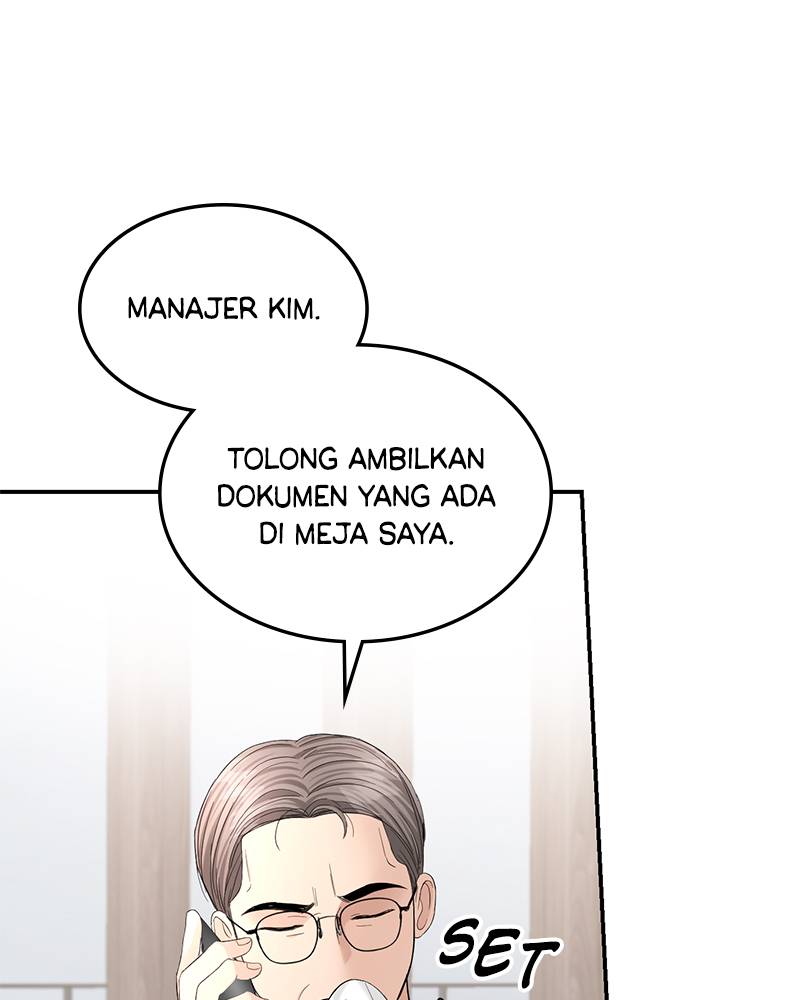 MANAJER KIM.
TOLONG AMBILKAN
DOKUMEN YANG ADA
DI MEJA SAYA.
SET